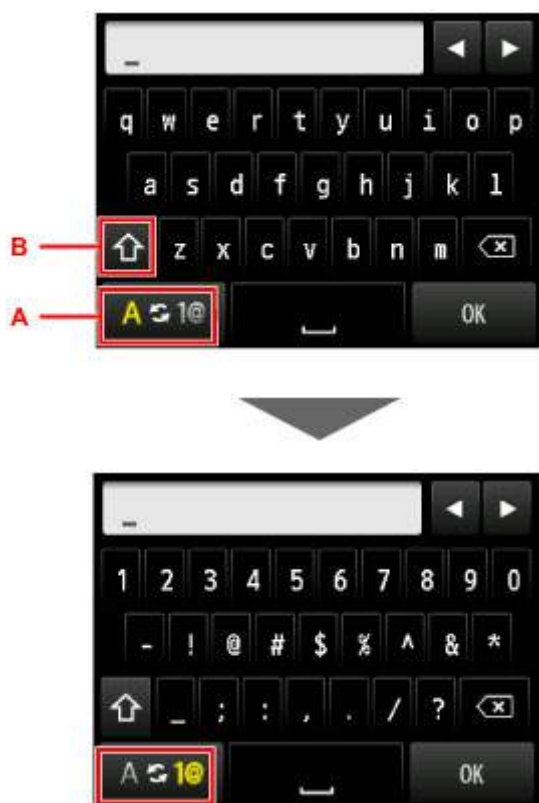 _
q w e r t y u i o p
a s d f g h j k l
B z x c v b n m
A A 1@ OK
_
1 2 3 4 5 6 7 8 9 0
- ! @ # $ % ^ & *
_ ; : , . / ?
A 1@ OK